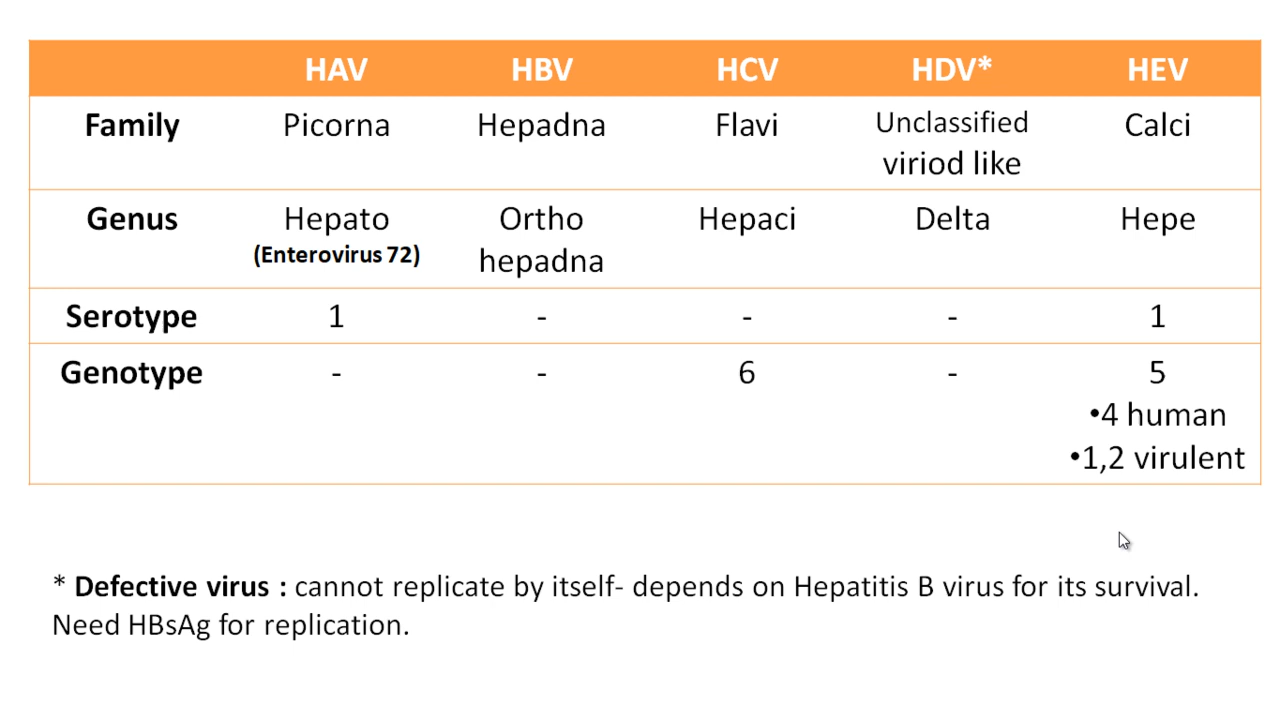 HAV HBV HCV HDV* HEV
Family Picorna Hepadna Flavi Unclassified Calci
viriod like
Genus Hepato Ortho Hepaci Delta Hepe
(Enterovirus 72) hepadna
Serotype 1 - - - 1
Genotype - - 6 - 5
•4 human
•1,2 virulent
* Defective virus : cannot replicate by itself- depends on Hepatitis B virus for its survival.
Need HBsAg for replication.